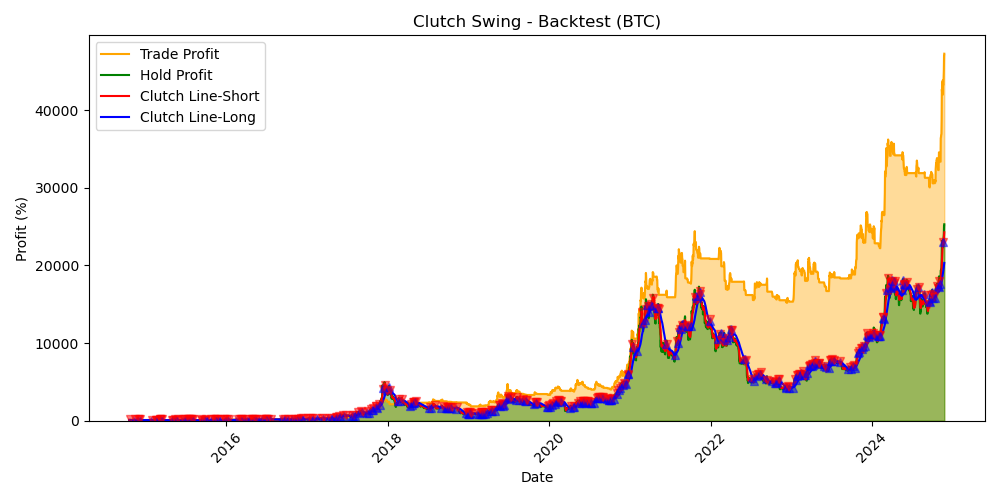 Clutch Swing - Backtest (BTC)
Trade Profit
Hold Profit
Clutch Line-Short
Clutch Line-Long
Profit (%)
40000
30000
20000
10000
0
2016
2018
2020
2022
2024
Date